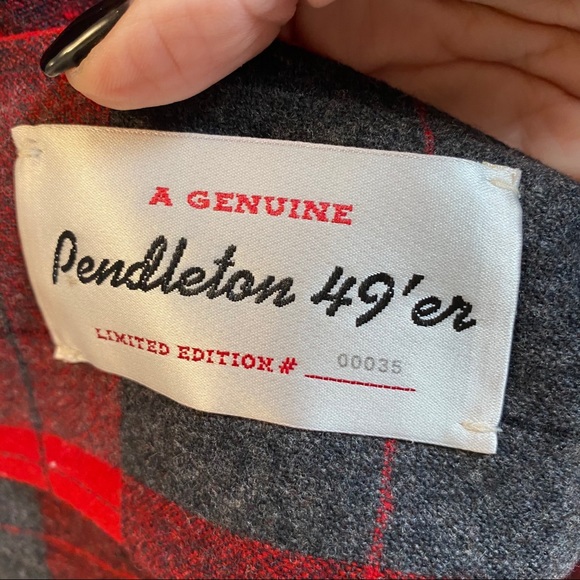 A GENUINE
Pendleton 49'er
LIMITED EDITION # 00035